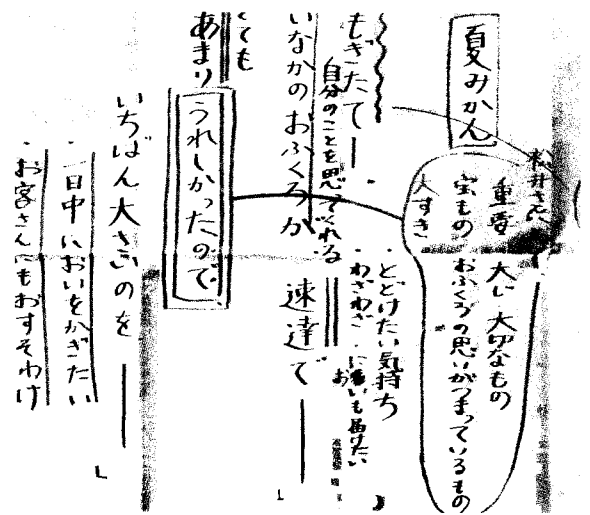 松井さん
夏みかん
重要 大じ 大切なもの
宝もの おふくろの思いがつまっているもの
大すき
もぎたて
とどけたい気持ち
わざわざ
においも届けたい
自分のことを思ってくれる
いなかのおふくろが 速達で
とても
あまり うれしかったので
いちばん大きいのを
・一日中においをかぎたい
・お客さんにもおすそわけ